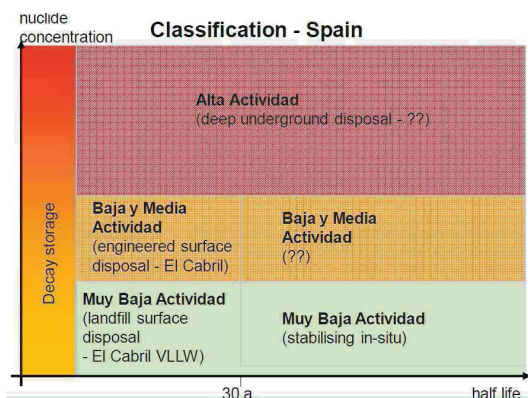 nuclide
concentration
Classification - Spain
Alta Actividad
(deep underground disposal - ??)
Decay storage
Baja y Media
Actividad
(engineered surface
disposal - El Cabril)
Baja y Media
Actividad
(??)
Muy Baja Actividad
(landfill surface
disposal
- El Cabril VLLW)
Muy Baja Actividad
(stabilising in-situ)
30 a
half life